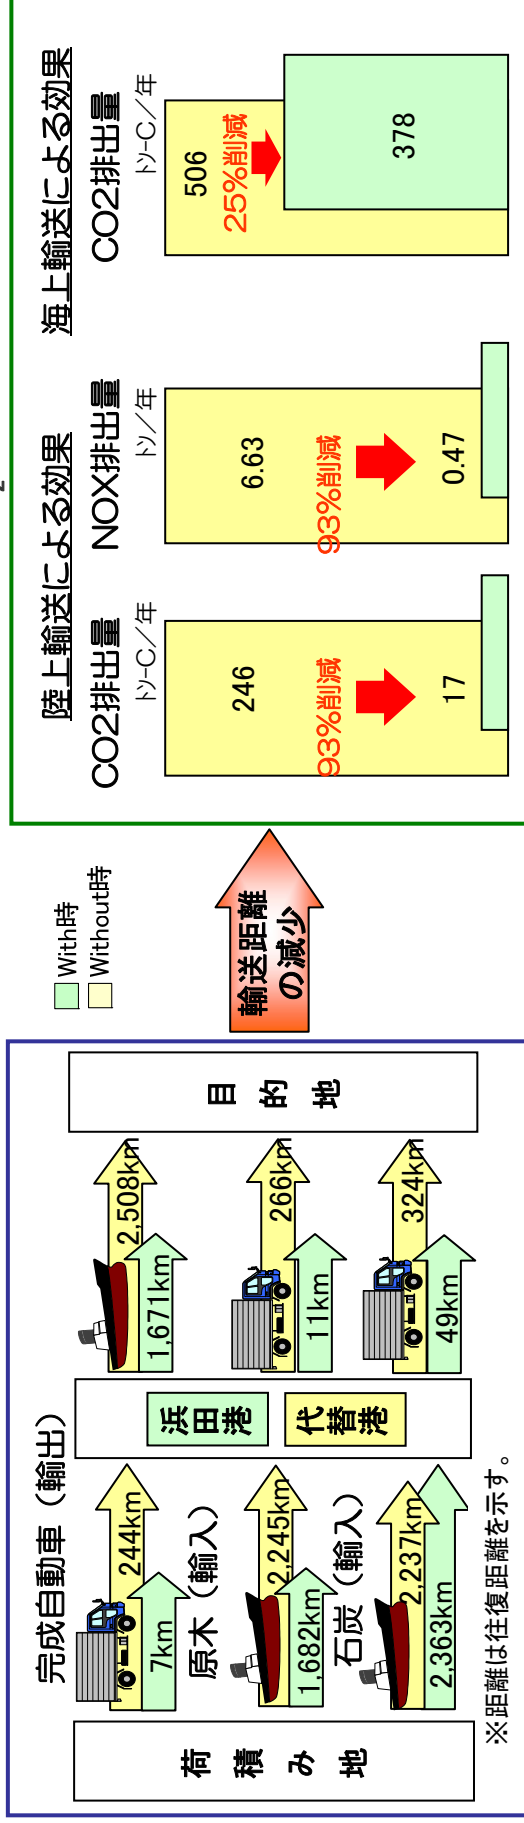 完成自動車（輸出）
244km
7km
2,508km
1,671km
原木（輸入）
2,245km
1,682km
266km
11km
石炭（輸入）
2,237km
2,363km
324km
49km
荷積み地
浜田港
代替港
目的地
※距離は往復距離を示す。
With時
Without時
輸送距離
の減少
陸上輸送による効果
CO2排出量
トン-C／年
246
93%削減
17
NOX排出量
トン／年
6.63
93%削減
0.47
海上輸送による効果
CO2排出量
トン-C／年
506
25%削減
378